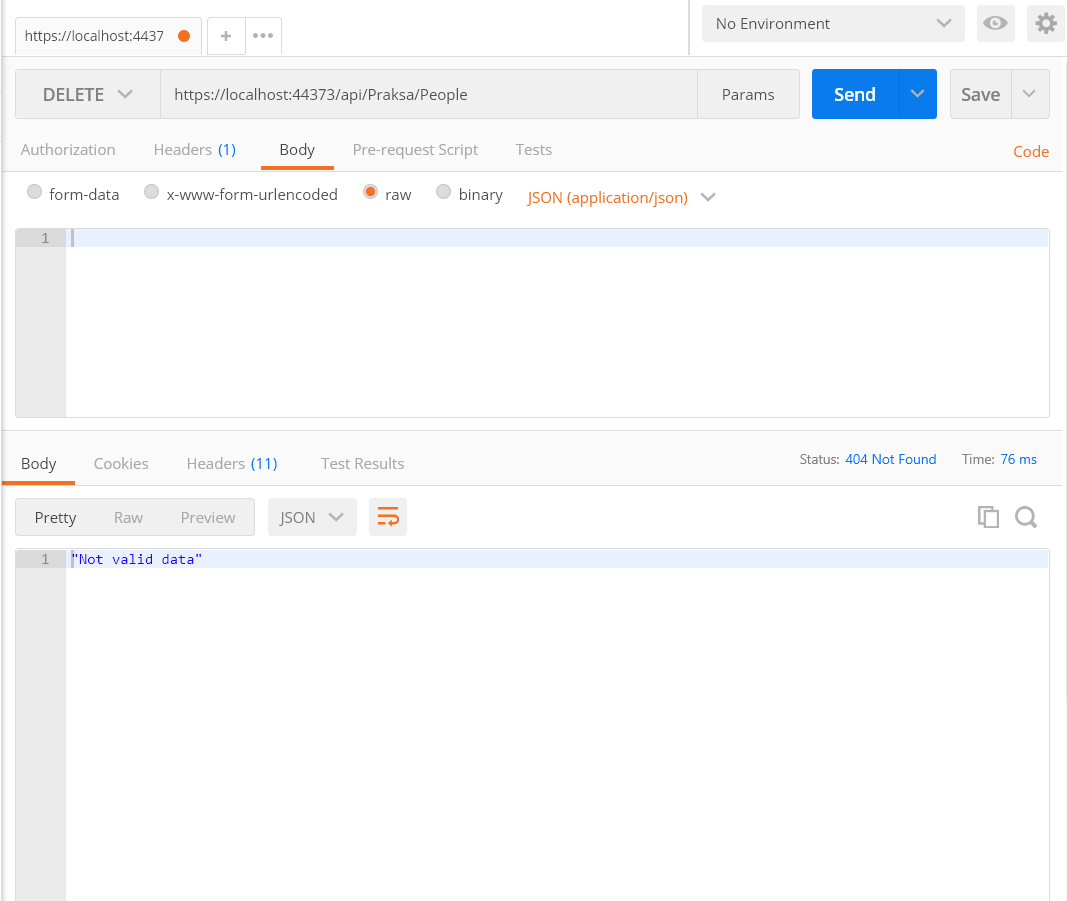 https://localhost:4437 + •••
No Environment
DELETE https://localhost:44373/api/Praksa/People Params Send Save
Authorization Headers (1) Body Pre-request Script Tests Code
form-data x-www-form-urlencoded raw binary JSON (application/json)
1
Body Cookies Headers (11) Test Results Status: 404 Not Found Time: 76 ms
Pretty Raw Preview JSON
1 "Not valid data"